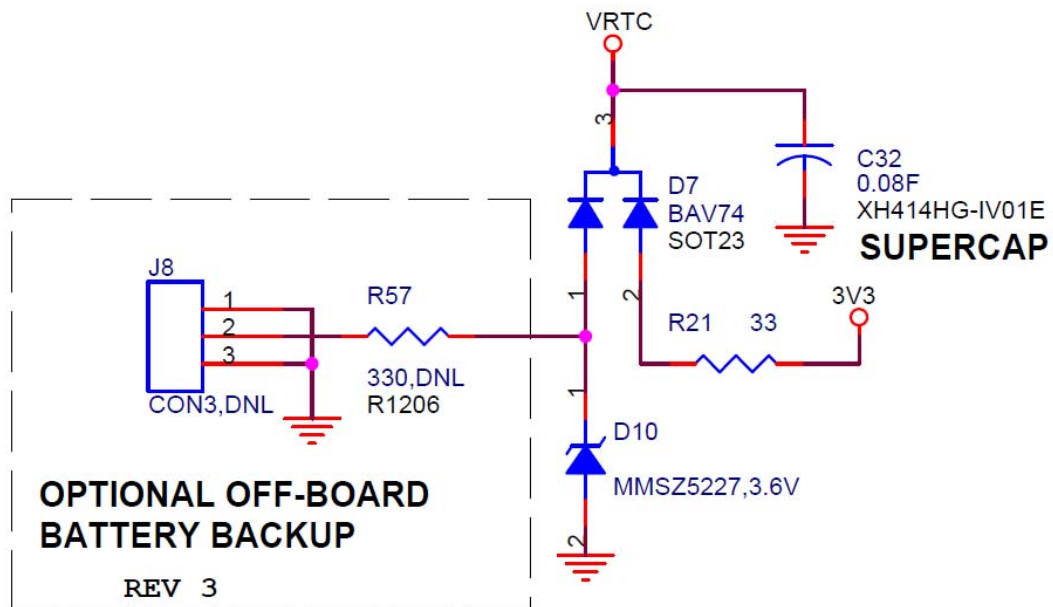 VRTC
3
D7
BAV74
SOT23
C32
0.08F
XH414HG-IV01E
SUPERCAP
J8
1
2
3
CON3,DNL
R57
330,DNL
R1206
1
2
R21 33
3V3
1
D10
MMSZ5227,3.6V
2
OPTIONAL OFF-BOARD
BATTERY BACKUP
REV 3